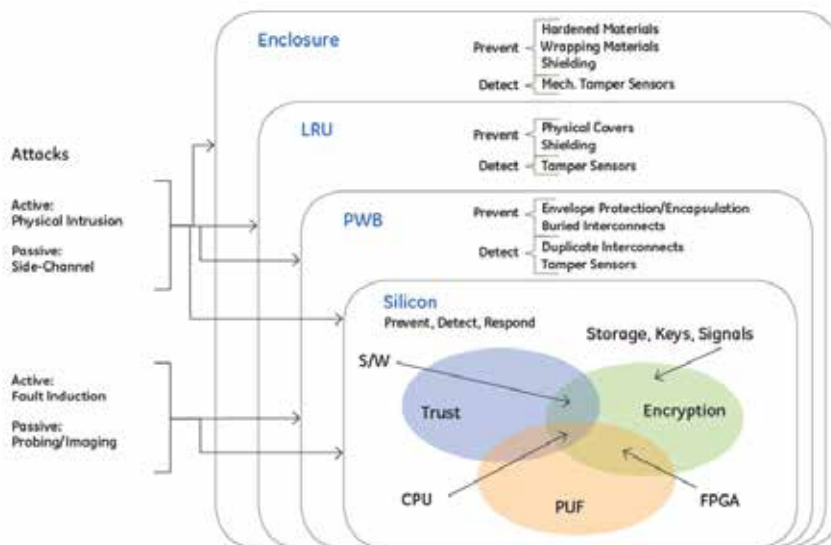 Enclosure
Prevent
Hardened Materials
Wrapping Materials
Shielding
Detect
Mech. Tamper Sensors
LRU
Prevent
Physical Covers
Shielding
Detect
Tamper Sensors
Attacks
Active:
Physical Intrusion
Passive:
Side-Channel
PWB
Prevent
Envelope Protection/Encapsulation
Buried Interconnects
Detect
Duplicate Interconnects
Tamper Sensors
Silicon
Prevent, Detect, Respond
Storage, Keys, Signals
S/W
Trust
Encryption
CPU
PUF
FPGA
Active:
Fault Induction
Passive:
Probing/Imaging